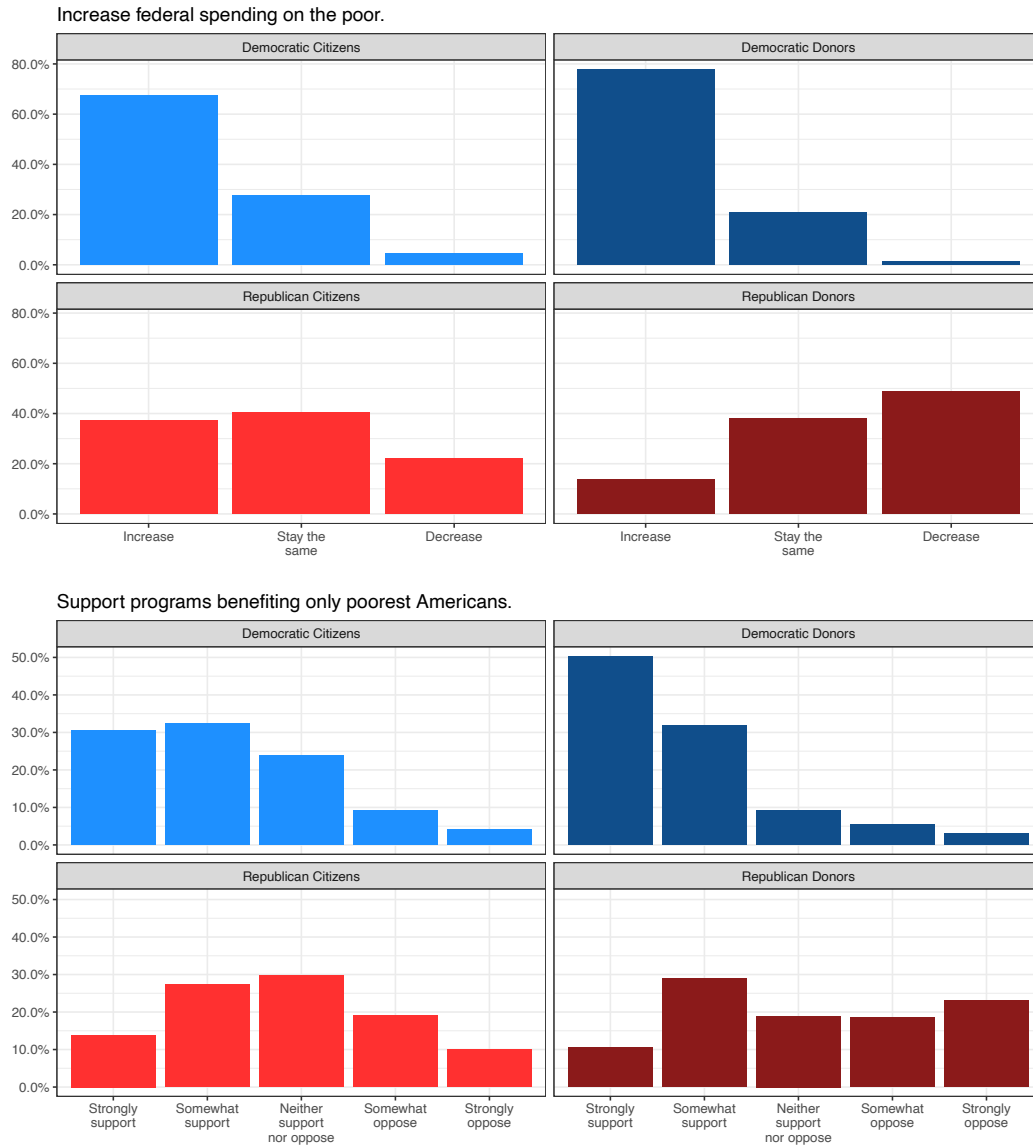 Increase federal spending on the poor.
Democratic Citizens
Democratic Donors
80.0%
60.0%
40.0%
20.0%
0.0%
Republican Citizens
Republican Donors
80.0%
60.0%
40.0%
20.0%
0.0%
Increase
Stay the
same
Decrease
Increase
Stay the
same
Decrease
Support programs benefiting only poorest Americans.
Democratic Citizens
Democratic Donors
50.0%
40.0%
30.0%
20.0%
10.0%
0.0%
Republican Citizens
Republican Donors
50.0%
40.0%
30.0%
20.0%
10.0%
0.0%
Strongly
support
Somewhat
support
Neither
support
nor oppose
Somewhat
oppose
Strongly
oppose
Strongly
support
Somewhat
support
Neither
support
nor oppose
Somewhat
oppose
Strongly
oppose